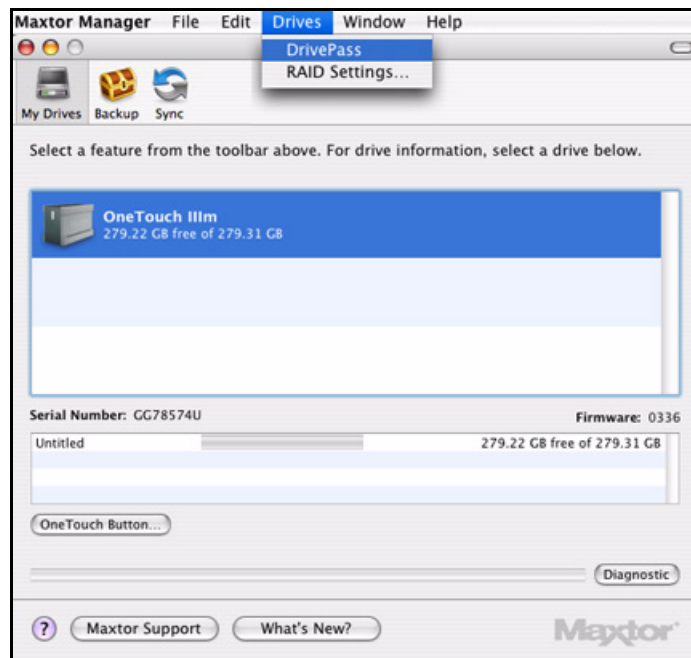 Maxtor Manager File Edit Drives Window Help
DrivePass
RAID Settings...
My Drives Backup Sync
Select a feature from the toolbar above. For drive information, select a drive below.
OneTouch IIIm
279.22 GB free of 279.31 GB
Serial Number: GG78574U Firmware: 0336
Untitled 279.22 GB free of 279.31 GB
OneTouch Button...
Diagnostic
? Maxtor Support What's New? Maxtor